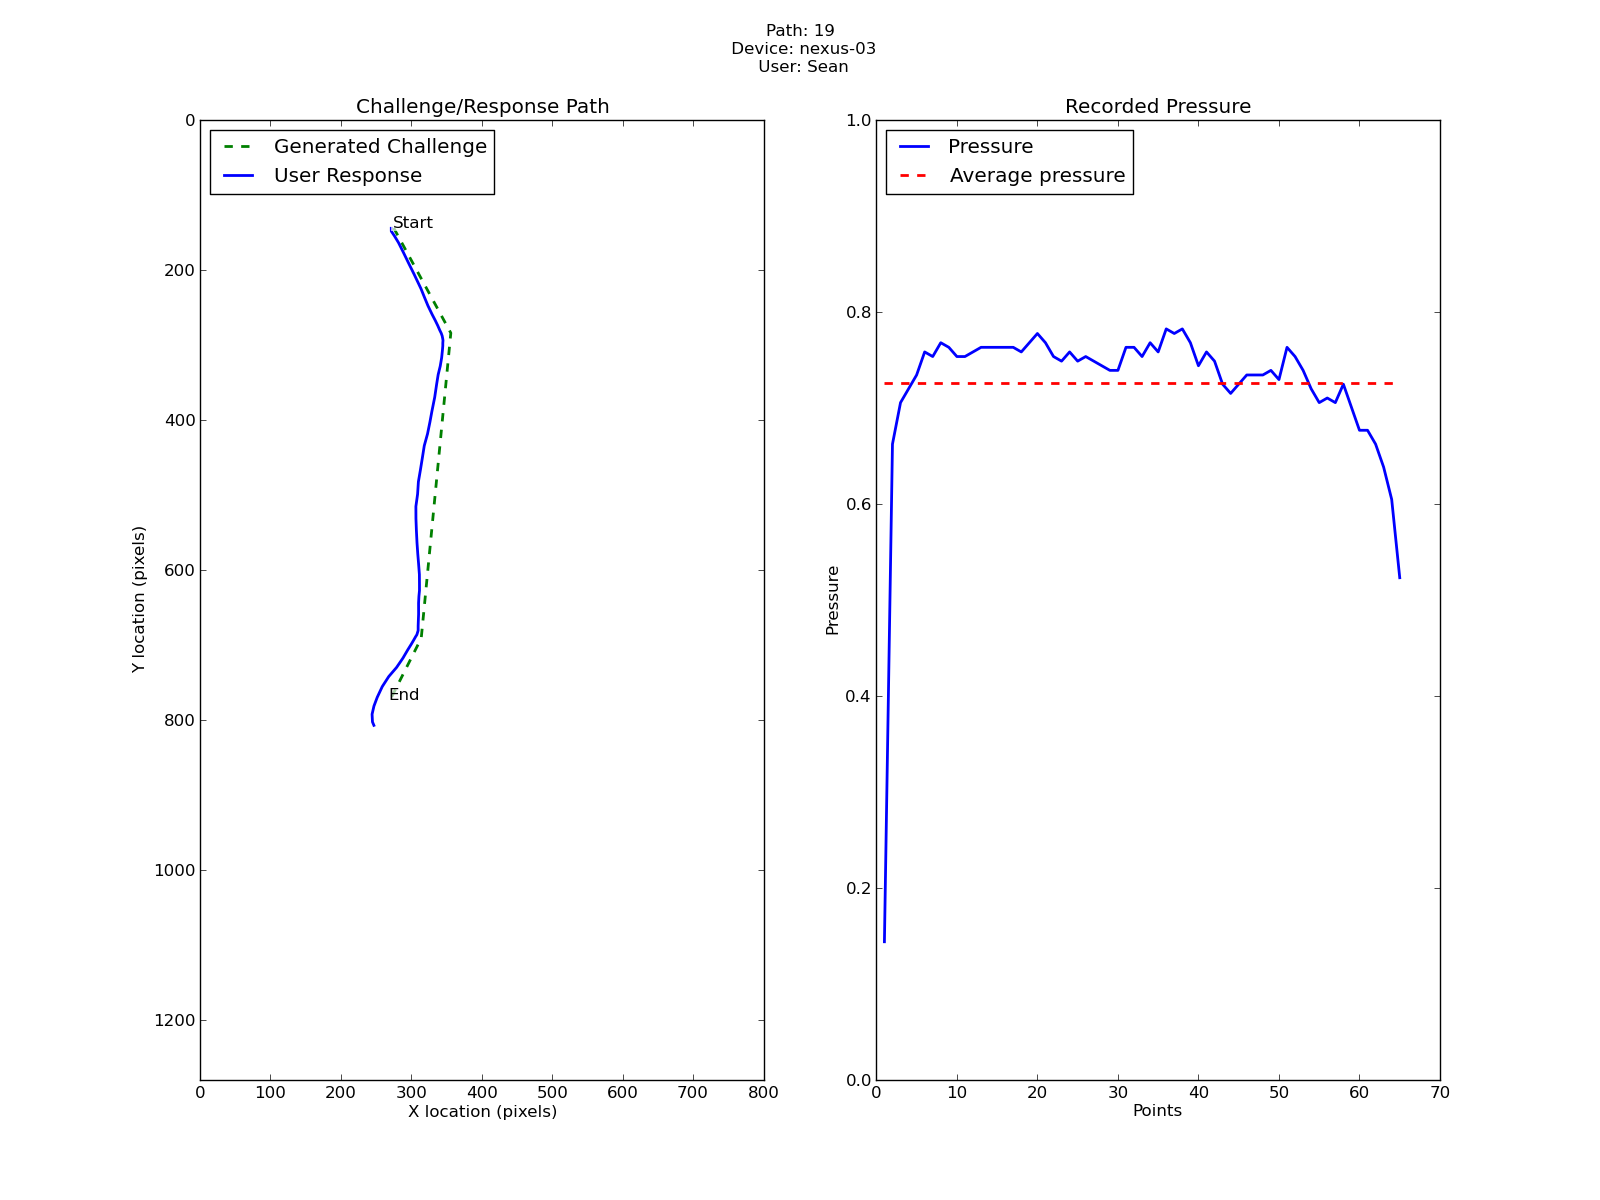 Path: 19
Device: nexus-03
User: Sean
Challenge/Response Path
Generated Challenge
User Response
Start
End
0
200
400
600
800
1000
1200
Y location (pixels)
0 100 200 300 400 500 600 700 800
X location (pixels)
Recorded Pressure
Pressure
Average pressure
1.0
0.8
0.6
0.4
0.2
0.0
Pressure
0 10 20 30 40 50 60 70
Points